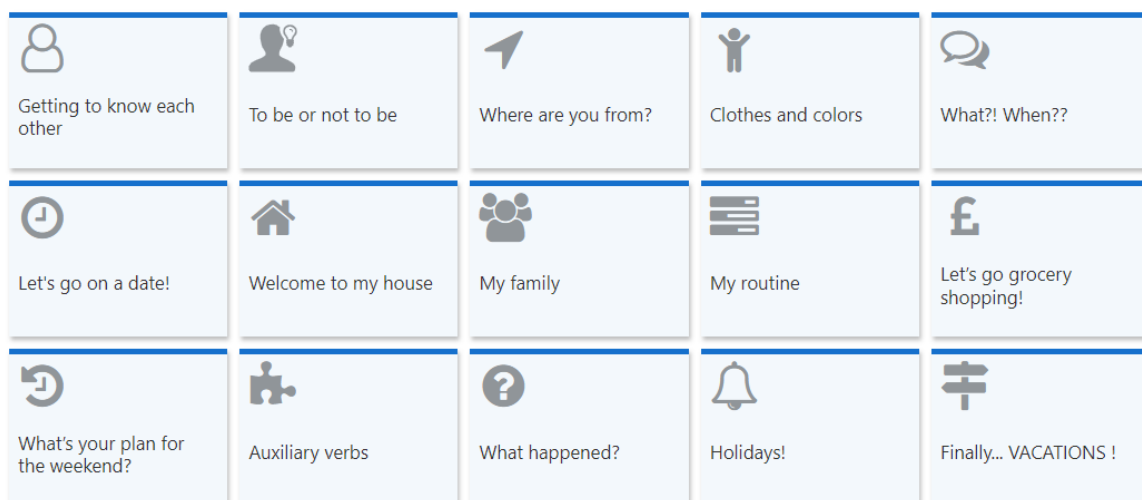 Getting to know each
other
To be or not to be
Where are you from?
Clothes and colors
What?! When??
Let's go on a date!
Welcome to my house
My family
My routine
Let’s go grocery
shopping!
What’s your plan for
the weekend?
Auxiliary verbs
What happened?
Holidays!
Finally... VACATIONS !